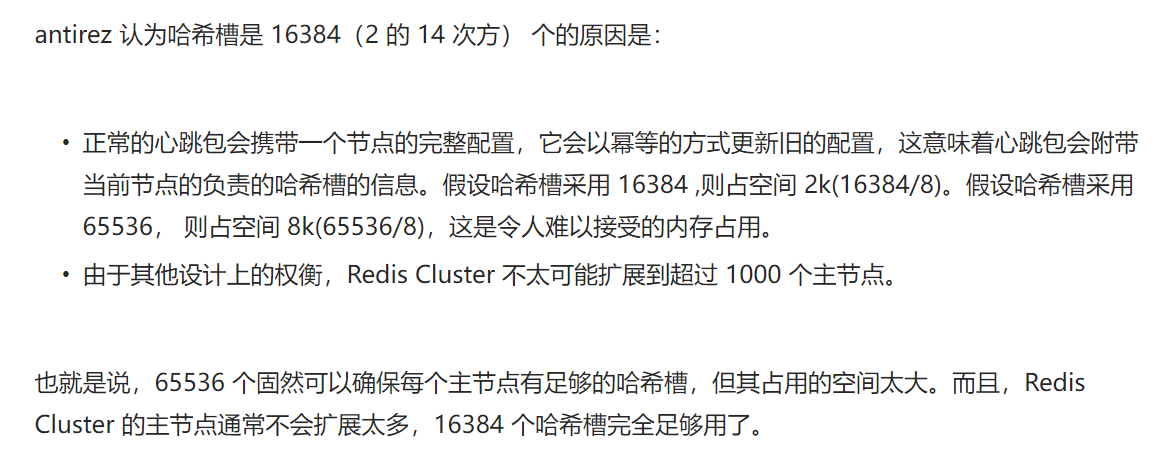 antirez 认为哈希槽是 16384（2 的 14 次方） 个的原因是：
• 正常的心跳包会携带一个节点的完整配置，它会以幂等的方式更新旧的配置，这意味着心跳包会附带
当前节点的负责的哈希槽的信息。假设哈希槽采用 16384 ,则占空间 2k(16384/8)。假设哈希槽采用
65536， 则占空间 8k(65536/8)，这是令人难以接受的内存占用。
• 由于其他设计上的权衡，Redis Cluster 不太可能扩展到超过 1000 个主节点。
也就是说，65536 个固然可以确保每个主节点有足够的哈希槽，但其占用的空间太大。而且，Redis
Cluster 的主节点通常不会扩展太多，16384 个哈希槽完全足够用了。